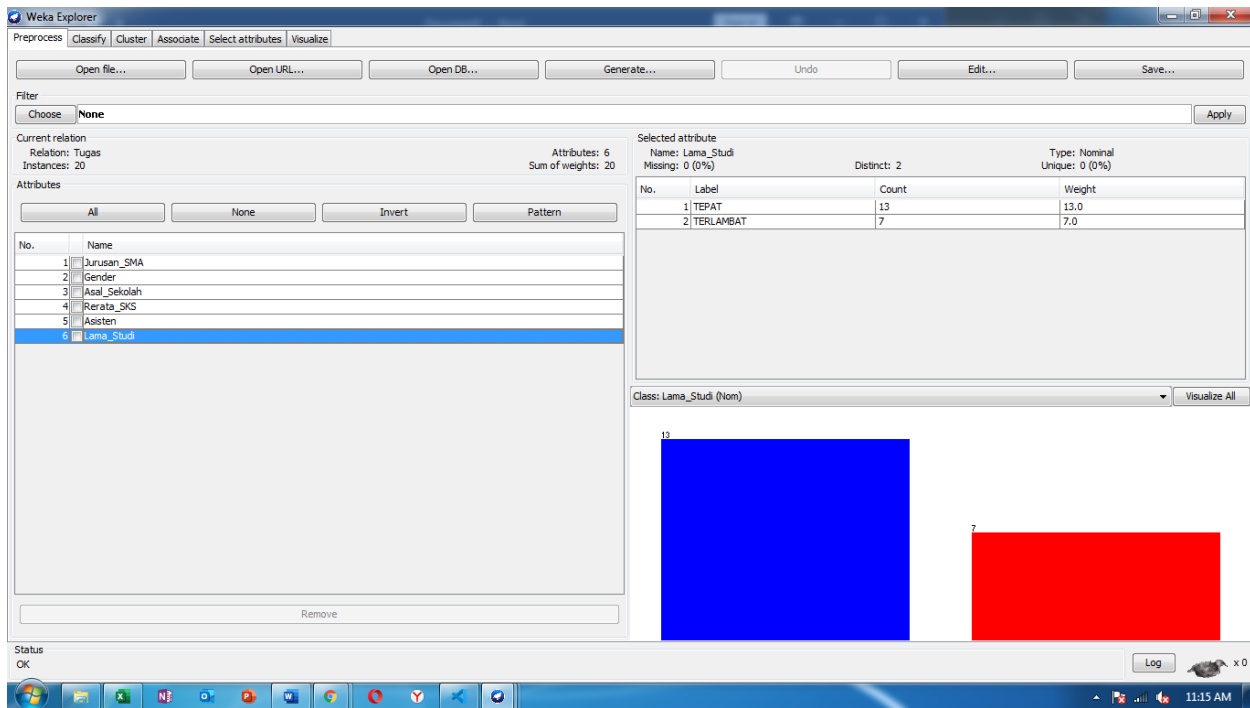 Weka Explorer
Preprocess Classify Cluster Associate Select attributes Visualize
Open file... Open URL... Open DB... Generate... Undo Edit... Save...
Filter
Choose None Apply
Current relation
Relation: Tugas Attributes: 6
Instances: 20 Sum of weights: 20
Attributes
All None Invert Pattern
No. Name
1 Jurusan_SMA
2 Gender
3 Asal_Sekolah
4 Rerata_SKS
5 Asisten
6 Lama_Studi
Remove
Selected attribute
Name: Lama_Studi Type: Nominal
Missing: 0 (0%) Distinct: 2 Unique: 0 (0%)
No. Label Count Weight
1 TEPAT 13 13.0
2 TERLAMBAT 7 7.0
Class: Lama_Studi (Nom) Visualize All
13
7
Status
OK
Log x 0
11:15 AM